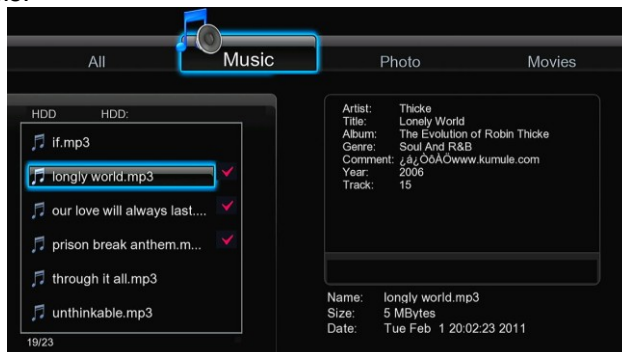 All Music Photo Movies
HDD HDD:
if.mp3
longly world.mp3
our love will always last....
prison break anthem.m...
through it all.mp3
unthinkable.mp3
19/23
Artist: Thicke
Title: Lonely World
Album: The Evolution of Robin Thicke
Genre: Soul And R&B
Comment: ¿á¿ÒôÀÖwww.kumule.com
Year: 2006
Track: 15
Name: longly world.mp3
Size: 5 MBytes
Date: Tue Feb 1 20:02:23 2011